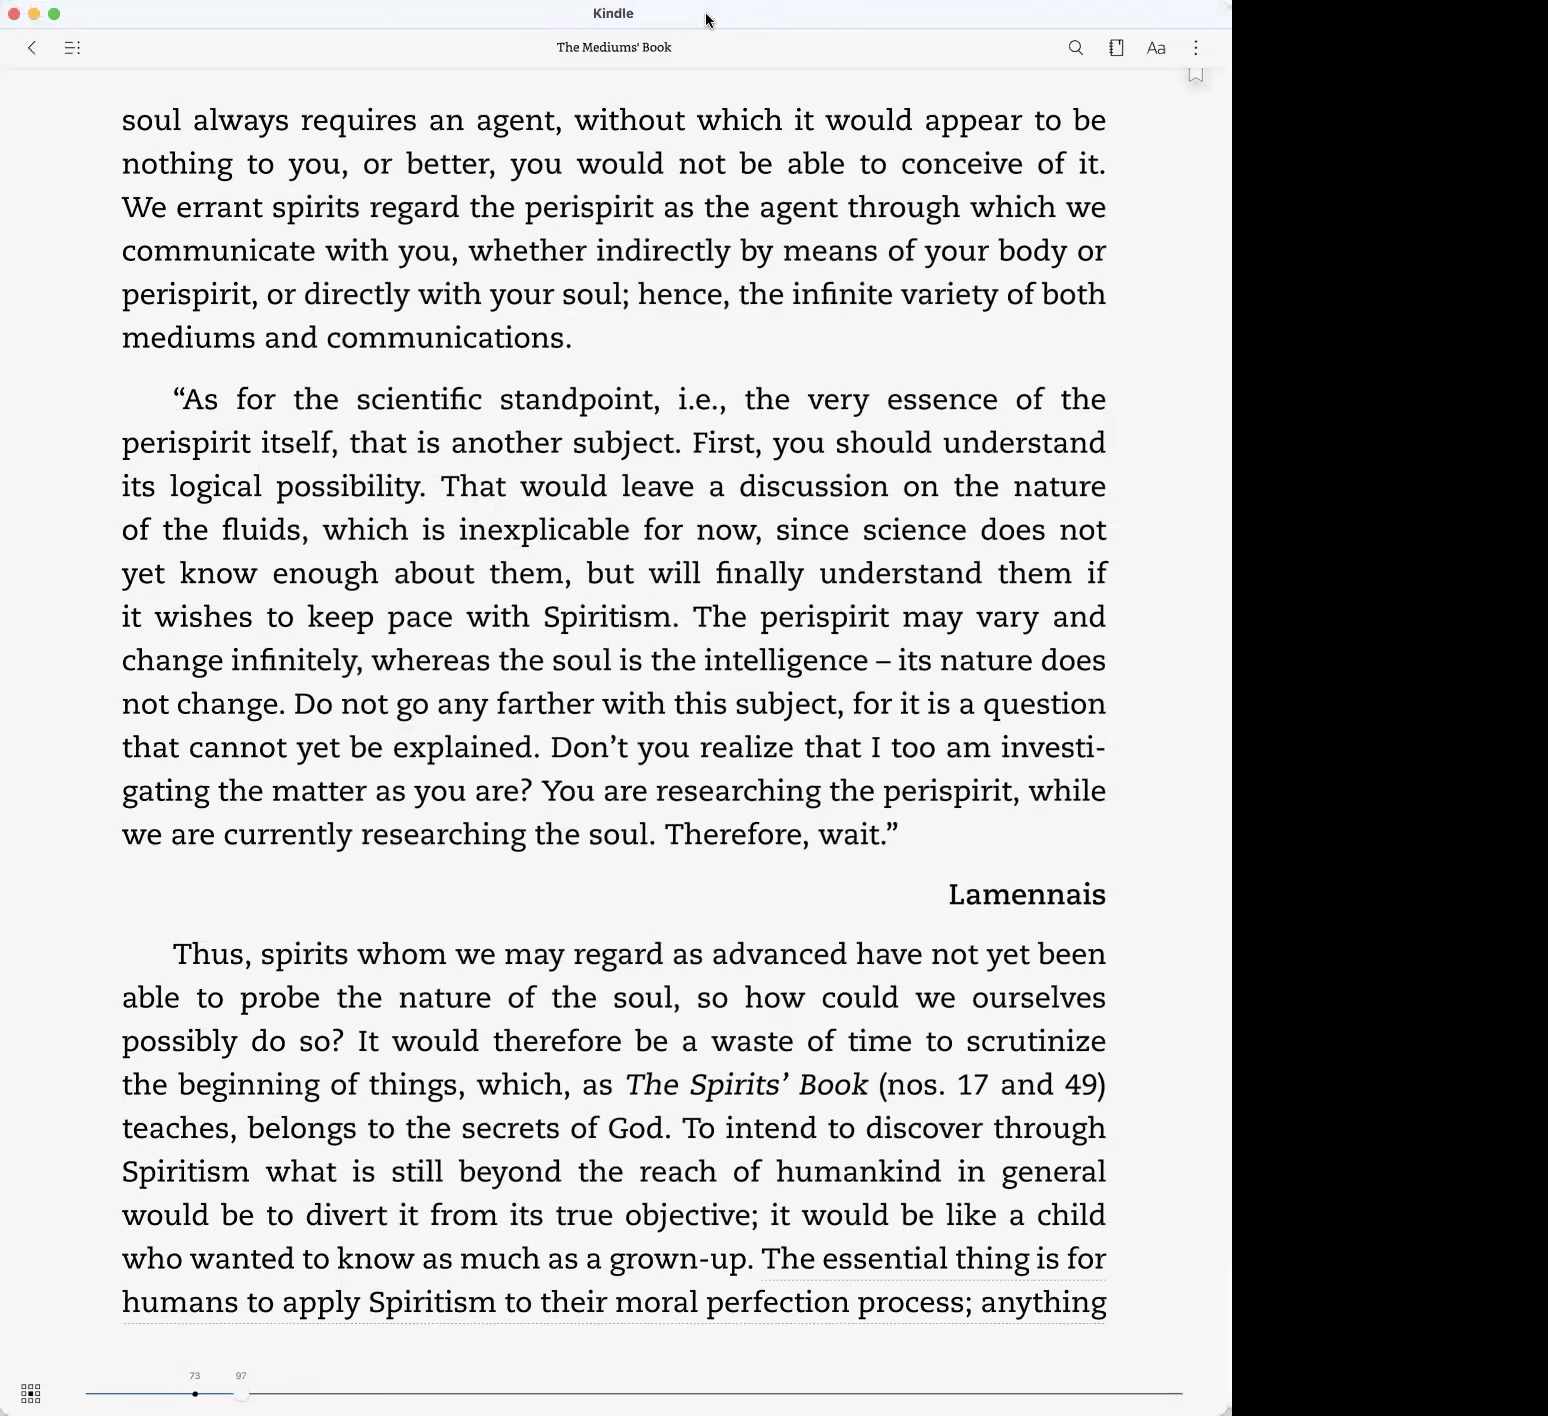 Kindle
The Mediums' Book
Aa
soul always requires an agent, without which it would appear to be
nothing to you, or better, you would not be able to conceive of it.
We errant spirits regard the perispirit as the agent through which we
communicate with you, whether indirectly by means of your body or
perispirit, or directly with your soul; hence, the infinite variety of both
mediums and communications.
“As for the scientific standpoint, i.e., the very essence of the
perispirit itself, that is another subject. First, you should understand
its logical possibility. That would leave a discussion on the nature
of the fluids, which is inexplicable for now, since science does not
yet know enough about them, but will finally understand them if
it wishes to keep pace with Spiritism. The perispirit may vary and
change infinitely, whereas the soul is the intelligence – its nature does
not change. Do not go any farther with this subject, for it is a question
that cannot yet be explained. Don’t you realize that I too am investi-
gating the matter as you are? You are researching the perispirit, while
we are currently researching the soul. Therefore, wait.”
Lamennais
Thus, spirits whom we may regard as advanced have not yet been
able to probe the nature of the soul, so how could we ourselves
possibly do so? It would therefore be a waste of time to scrutinize
the beginning of things, which, as The Spirits’ Book (nos. 17 and 49)
teaches, belongs to the secrets of God. To intend to discover through
Spiritism what is still beyond the reach of humankind in general
would be to divert it from its true objective; it would be like a child
who wanted to know as much as a grown-up. The essential thing is for
humans to apply Spiritism to their moral perfection process; anything
73 97